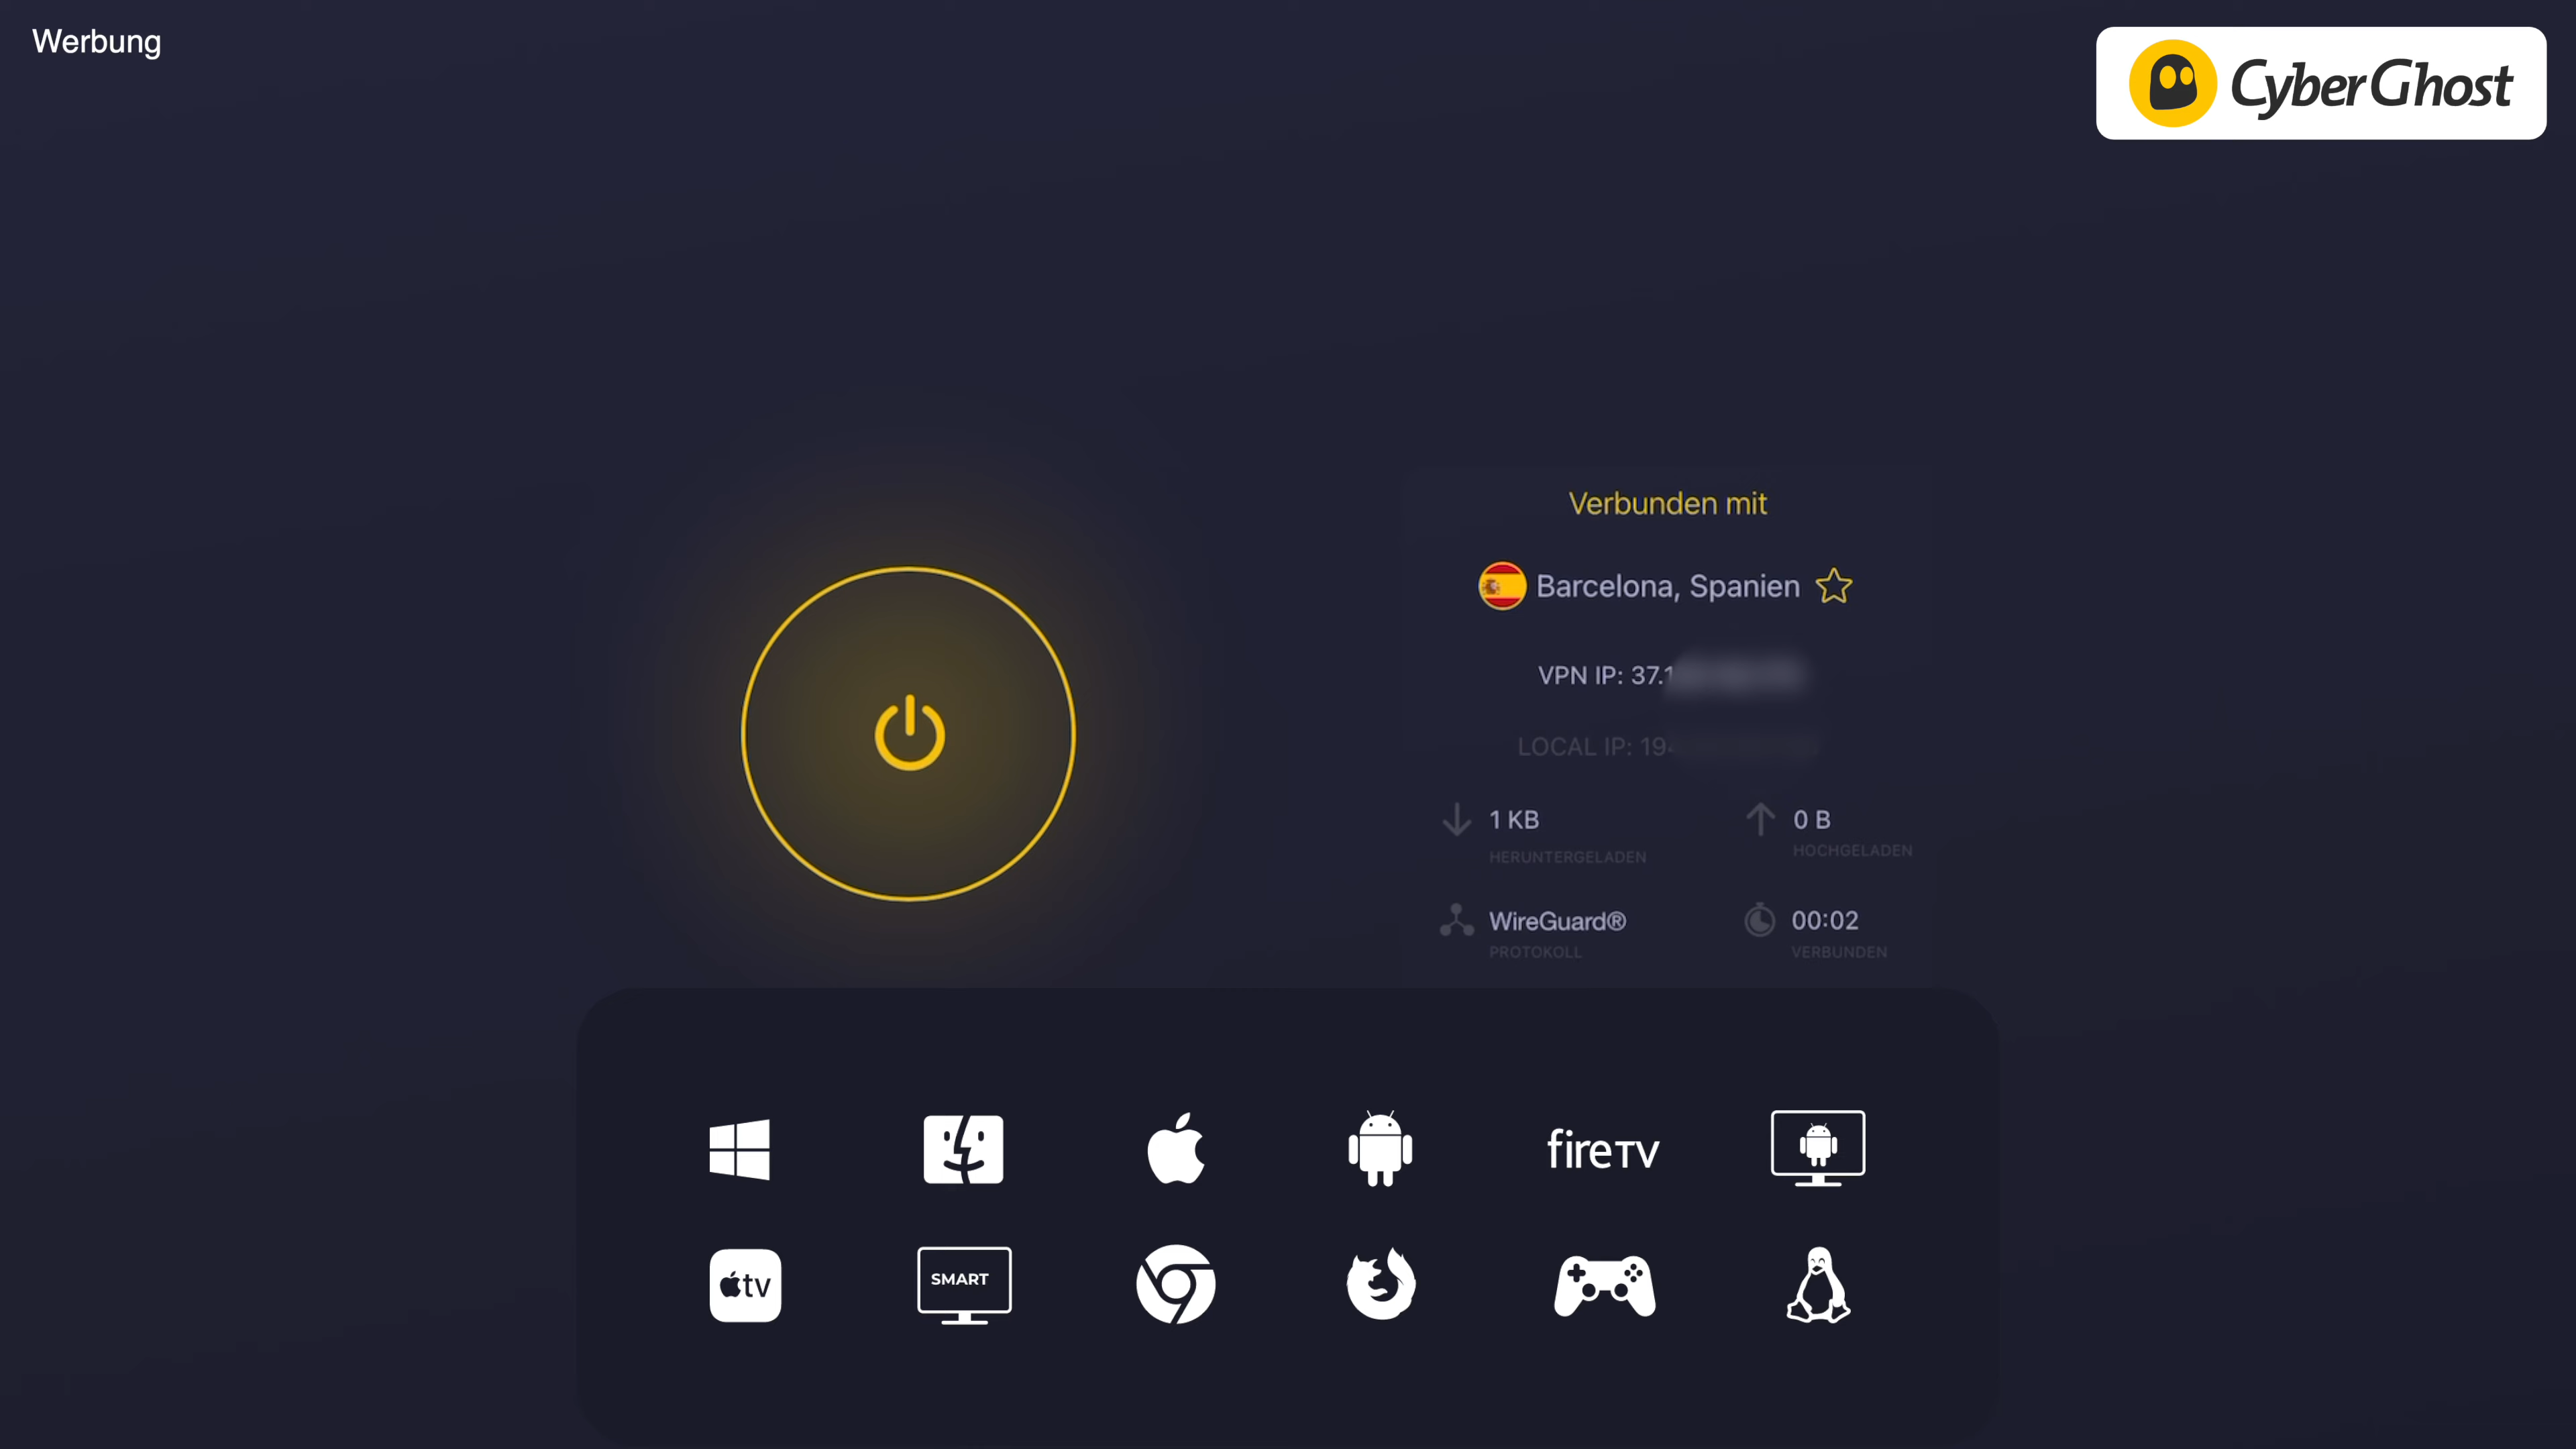 Werbung
CyberGhost
Verbunden mit
Barcelona, Spanien
VPN IP: 37.1
LOCAL IP: 19
1 KB
HERUNTERGELADEN
0 B
HOCHGELADEN
WireGuard®
PROTOKOLL
00:02
VERBUNDEN
fireTV
tv
SMART